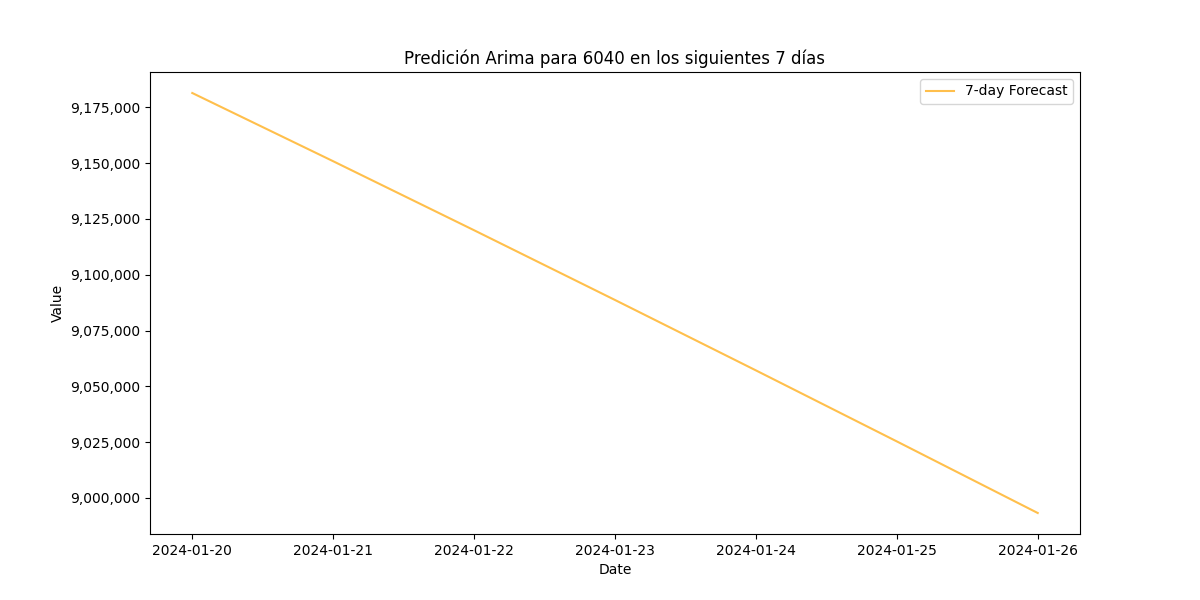 Predición Arima para 6040 en los siguientes 7 días
7-day Forecast
Value
9,175,000
9,150,000
9,125,000
9,100,000
9,075,000
9,050,000
9,025,000
9,000,000
2024-01-20 2024-01-21 2024-01-22 2024-01-23 2024-01-24 2024-01-25 2024-01-26
Date